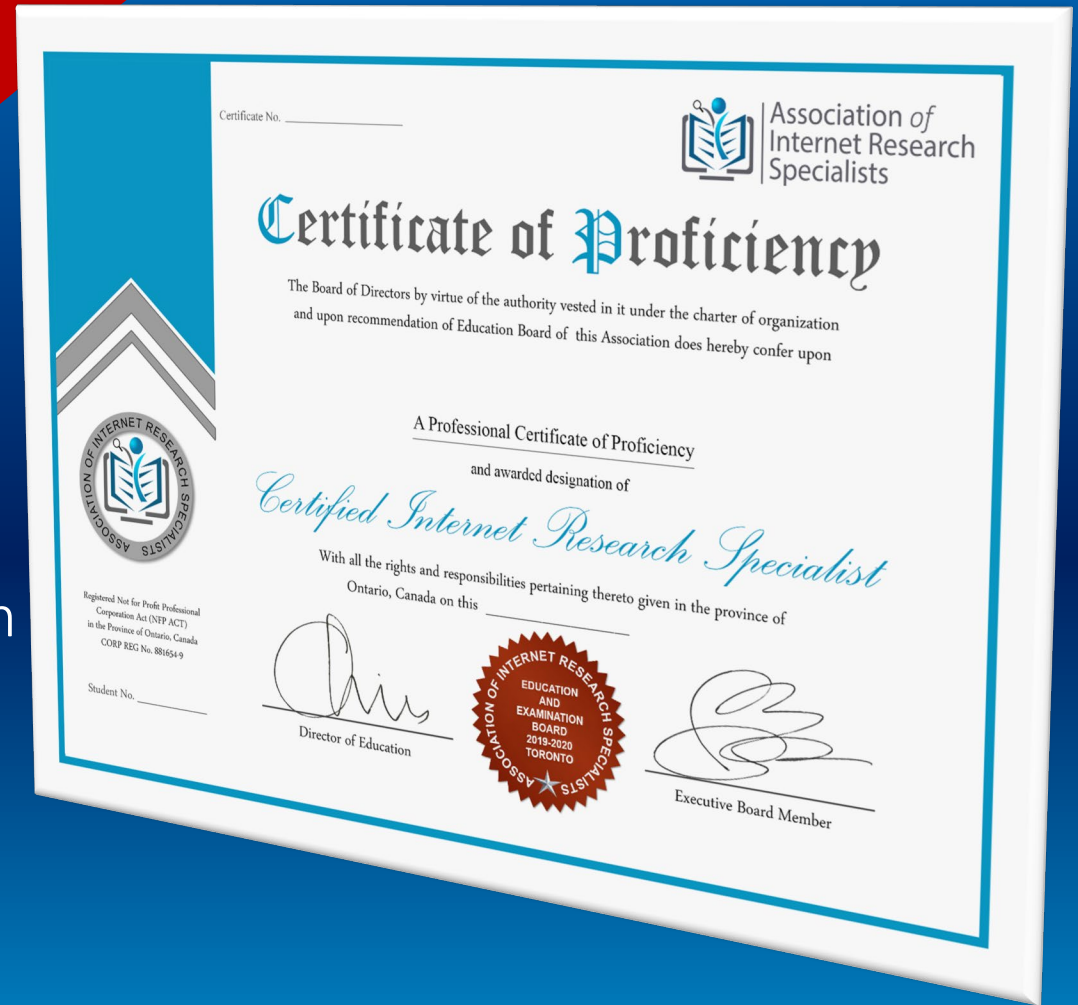 Certificate No.
Association of
Internet Research
Specialists
Certificate of Proficiency
The Board of Directors by virtue of the authority vested in it under the charter of organization
and upon recommendation of Education Board of this Association does hereby confer upon
A Professional Certificate of Proficiency
and awarded designation of
Certified Internet Research Specialist
With all the rights and responsibilities pertaining thereto given in the province of
Ontario, Canada on this
ASSOCIATION OF INTERNET RESEARCH SPECIALISTS
Registered Not for Profit Professional
Corporation Act (NFP ACT)
in the Province of Ontario, Canada
CORP REG No. 881654-9
Student No.
Director of Education
ASSOCIATION OF INTERNET RESEARCH SPECIALISTS
EDUCATION
AND
EXAMINATION
BOARD
2019-2020
TORONTO
Executive Board Member
n